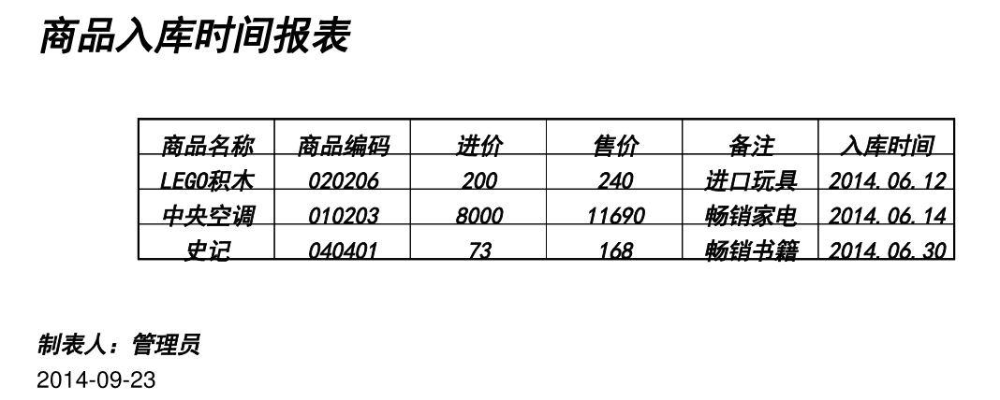 商品入库时间报表
商品名称 商品编码 进价 售价 备注 入库时间
LEGO积木 020206 200 240 进口玩具 2014.06.12
中央空调 010203 8000 11690 畅销家电 2014.06.14
史记 040401 73 168 畅销书籍 2014.06.30
制表人：管理员
2014-09-23